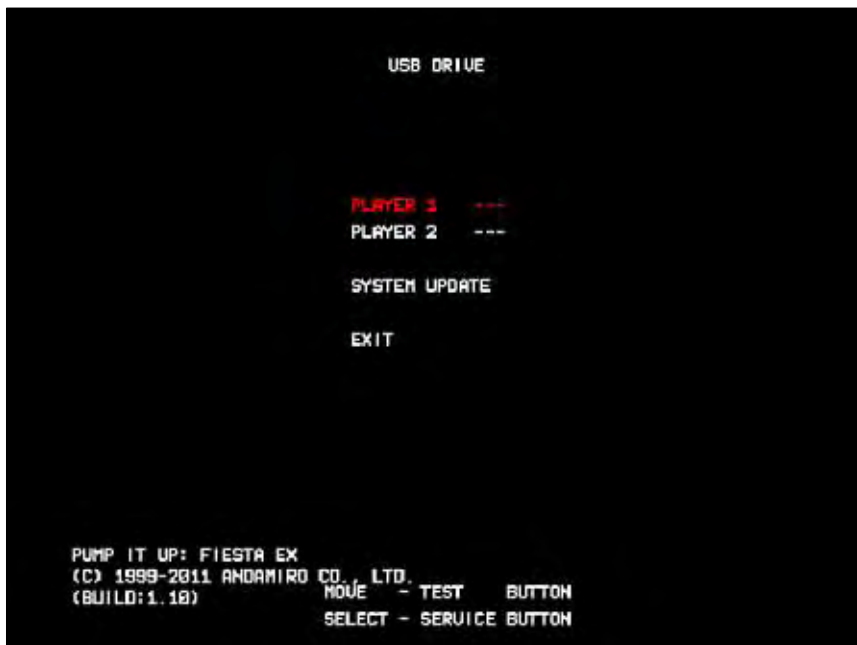 USB DRIVE
PLAYER 1 ---
PLAYER 2 ---
SYSTEM UPDATE
EXIT
PUMP IT UP: FIESTA EX
(C) 1999-2011 ANDAMIRO CO., LTD.
(BUILD:1.10)
MOVE - TEST BUTTON
SELECT - SERVICE BUTTON